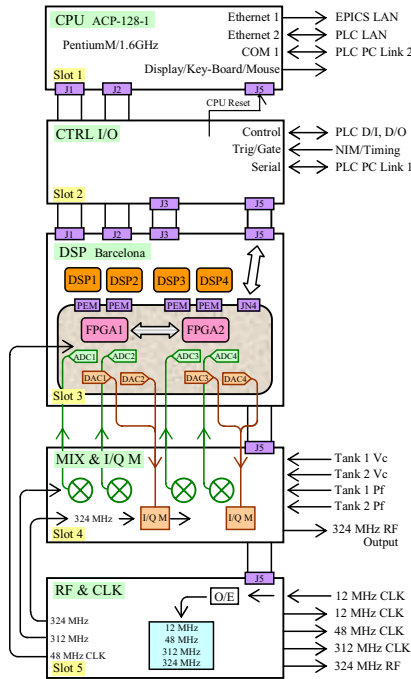 CPU ACP-128-1
Ethernet 1
EPICS LAN
PentiumM/1.6GHz
Ethernet 2
PLC LAN
COM 1
PLC PC Link 2
Display/Key-Board/Mouse
Slot 1
J1
J2
J5
CPU Reset
CTRL I/O
Control
PLC D/I, D/O
Trig/Gate
NIM/Timing
Serial
PLC PC Link 1
Slot 2
J3
J5
J1
J2
J3
J5
DSP Barcelona
DSP1
DSP2
DSP3
DSP4
PEM
PEM
PEM
PEM
JN4
FPGA1
FPGA2
ADC1
ADC2
ADC3
ADC4
DAC1
DAC2
DAC3
DAC4
Slot 3
J5
MIX & I/Q M
Tank 1 Vc
Tank 2 Vc
Tank 1 Pf
Tank 2 Pf
324 MHz
I/Q M
I/Q M
324 MHz RF
Output
Slot 4
J5
RF & CLK
O/E
12 MHz CLK
12 MHz CLK
48 MHz CLK
312 MHz CLK
324 MHz RF
324 MHz
312 MHz
48 MHz CLK
12 MHz
48 MHz
312 MHz
324 MHz
Slot 5